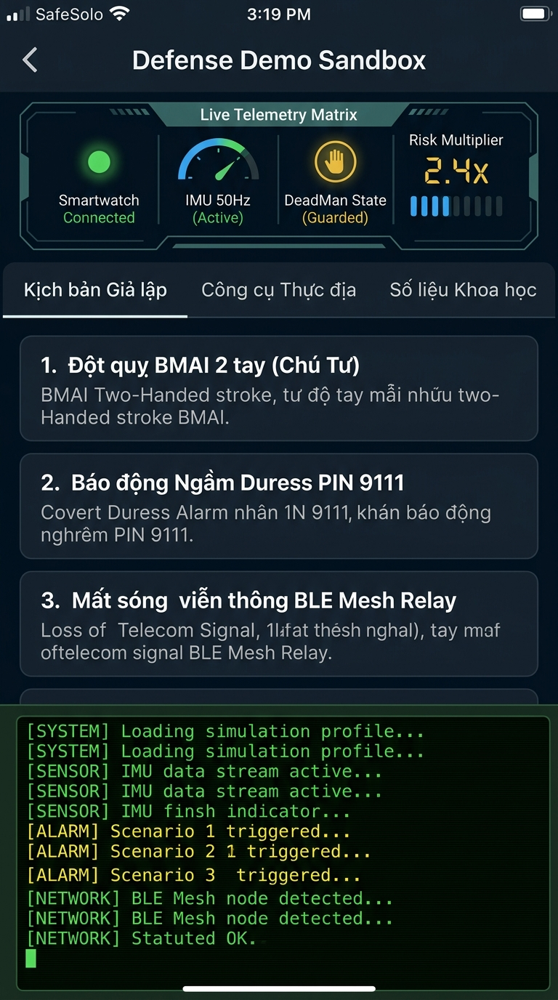 SafeSolo
3:19 PM
Defense Demo Sandbox
Live Telemetry Matrix
Smartwatch
Connected
IMU 50Hz
(Active)
DeadMan State
(Guarded)
Risk Multiplier
2.4x
Kịch bản Giả lập
Công cụ Thực địa
Số liệu Khoa học
1. Đột quỵ BMAI 2 tay (Chú Tư)
BMAI Two-Handed stroke, tư độ tay mẫi nhữu two-
Handed stroke BMAI.
2. Báo động Ngầm Duress PIN 9111
Covert Duress Alarm nhân 1N 9111, khán báo động
nghrêm PIN 9111.
3. Mất sóng viễn thông BLE Mesh Relay
Loss of Telecom Signal, thésh nghal), tay
oftelecom signal BLE Mesh Relay.
[SYSTEM] Loading simulation profile...
[SYSTEM] Loading simulation profile...
[SENSOR] IMU data stream active...
[SENSOR] IMU data stream active...
[SENSOR] IMU finsh indicator...
[ALARM] Scenario 1 triggered...
[ALARM] Scenario 2 1 triggered...
[ALARM] Scenario 3 triggered...
[NETWORK] BLE Mesh node detected...
[NETWORK] BLE Mesh node detected...
[NETWORK] Statuted OK.